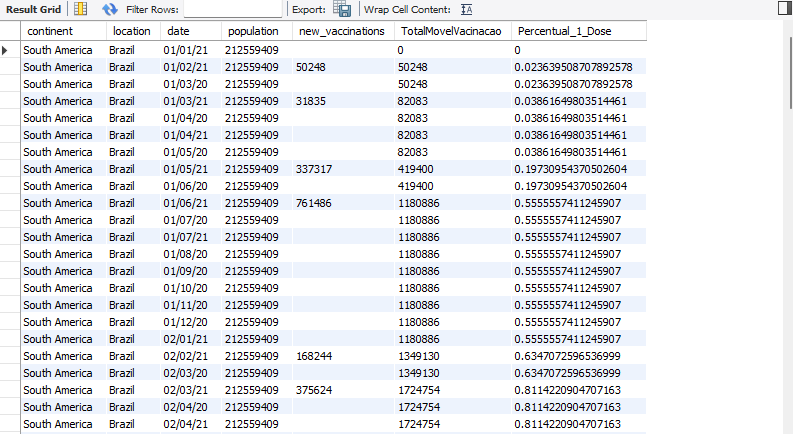 Result Grid Filter Rows: Export: Wrap Cell Content:
continent location date population new_vaccinations TotalMovelVacinacao Percentual_1_Dose
South America Brazil 01/01/21 212559409 0 0
South America Brazil 01/02/21 212559409 50248 50248 0.023639508707892578
South America Brazil 01/03/20 212559409 50248 0.023639508707892578
South America Brazil 01/03/21 212559409 31835 82083 0.03861649803514461
South America Brazil 01/04/20 212559409 82083 0.03861649803514461
South America Brazil 01/04/21 212559409 82083 0.03861649803514461
South America Brazil 01/05/20 212559409 82083 0.03861649803514461
South America Brazil 01/05/21 212559409 337317 419400 0.19730954370502604
South America Brazil 01/06/20 212559409 419400 0.19730954370502604
South America Brazil 01/06/21 212559409 761486 1180886 0.5555557411245907
South America Brazil 01/07/20 212559409 1180886 0.5555557411245907
South America Brazil 01/07/21 212559409 1180886 0.5555557411245907
South America Brazil 01/08/20 212559409 1180886 0.5555557411245907
South America Brazil 01/09/20 212559409 1180886 0.5555557411245907
South America Brazil 01/10/20 212559409 1180886 0.5555557411245907
South America Brazil 01/11/20 212559409 1180886 0.5555557411245907
South America Brazil 01/12/20 212559409 1180886 0.5555557411245907
South America Brazil 02/01/21 212559409 1180886 0.5555557411245907
South America Brazil 02/02/21 212559409 168244 1349130 0.6347072596536999
South America Brazil 02/03/20 212559409 1349130 0.6347072596536999
South America Brazil 02/03/21 212559409 375624 1724754 0.8114220904707163
South America Brazil 02/04/20 212559409 1724754 0.8114220904707163
South America Brazil 02/04/21 212559409 1724754 0.8114220904707163